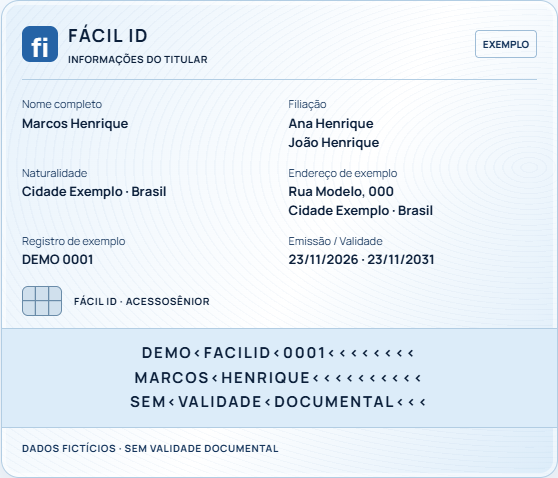 fi
FÁCIL ID
INFORMAÇÕES DO TITULAR
EXEMPLO
Nome completo
Marcos Henrique
Filiação
Ana Henrique
João Henrique
Naturalidade
Cidade Exemplo · Brasil
Endereço de exemplo
Rua Modelo, 000
Cidade Exemplo · Brasil
Registro de exemplo
DEMO 0001
Emissão / Validade
23/11/2026 · 23/11/2031
FÁCIL ID · ACESSOSÊNIOR
DEMO<FACILID<0001<<<<<<<<
MARCOS<HENRIQUE<<<<<<<<<<
SEM<VALIDADE<DOCUMENTAL<<<
DADOS FICTÍCIOS · SEM VALIDADE DOCUMENTAL